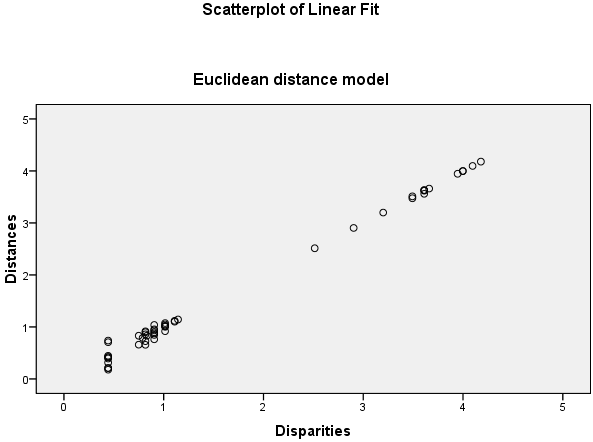 Scatterplot of Linear Fit
Euclidean distance model
Distances
5
4
3
2
1
0
0 1 2 3 4 5
Disparities